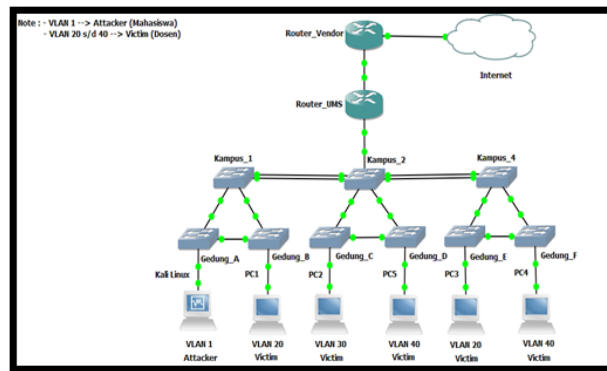 Note : - VLAN 1 --> Attacker (Mahasiswa)
- VLAN 20 s/d 40 --> Victim (Dosen)
Router_Vendor
Internet
Router_UMS
Kampus_1
Kampus_2
Kampus_4
Gedung_A
Gedung_B
Gedung_C
Gedung_D
Gedung_E
Gedung_F
Kali Linux
PC1
PC2
PC5
PC3
PC4
VLAN 1
Attacker
VLAN 20
Victim
VLAN 30
Victim
VLAN 40
Victim
VLAN 20
Victim
VLAN 40
Victim